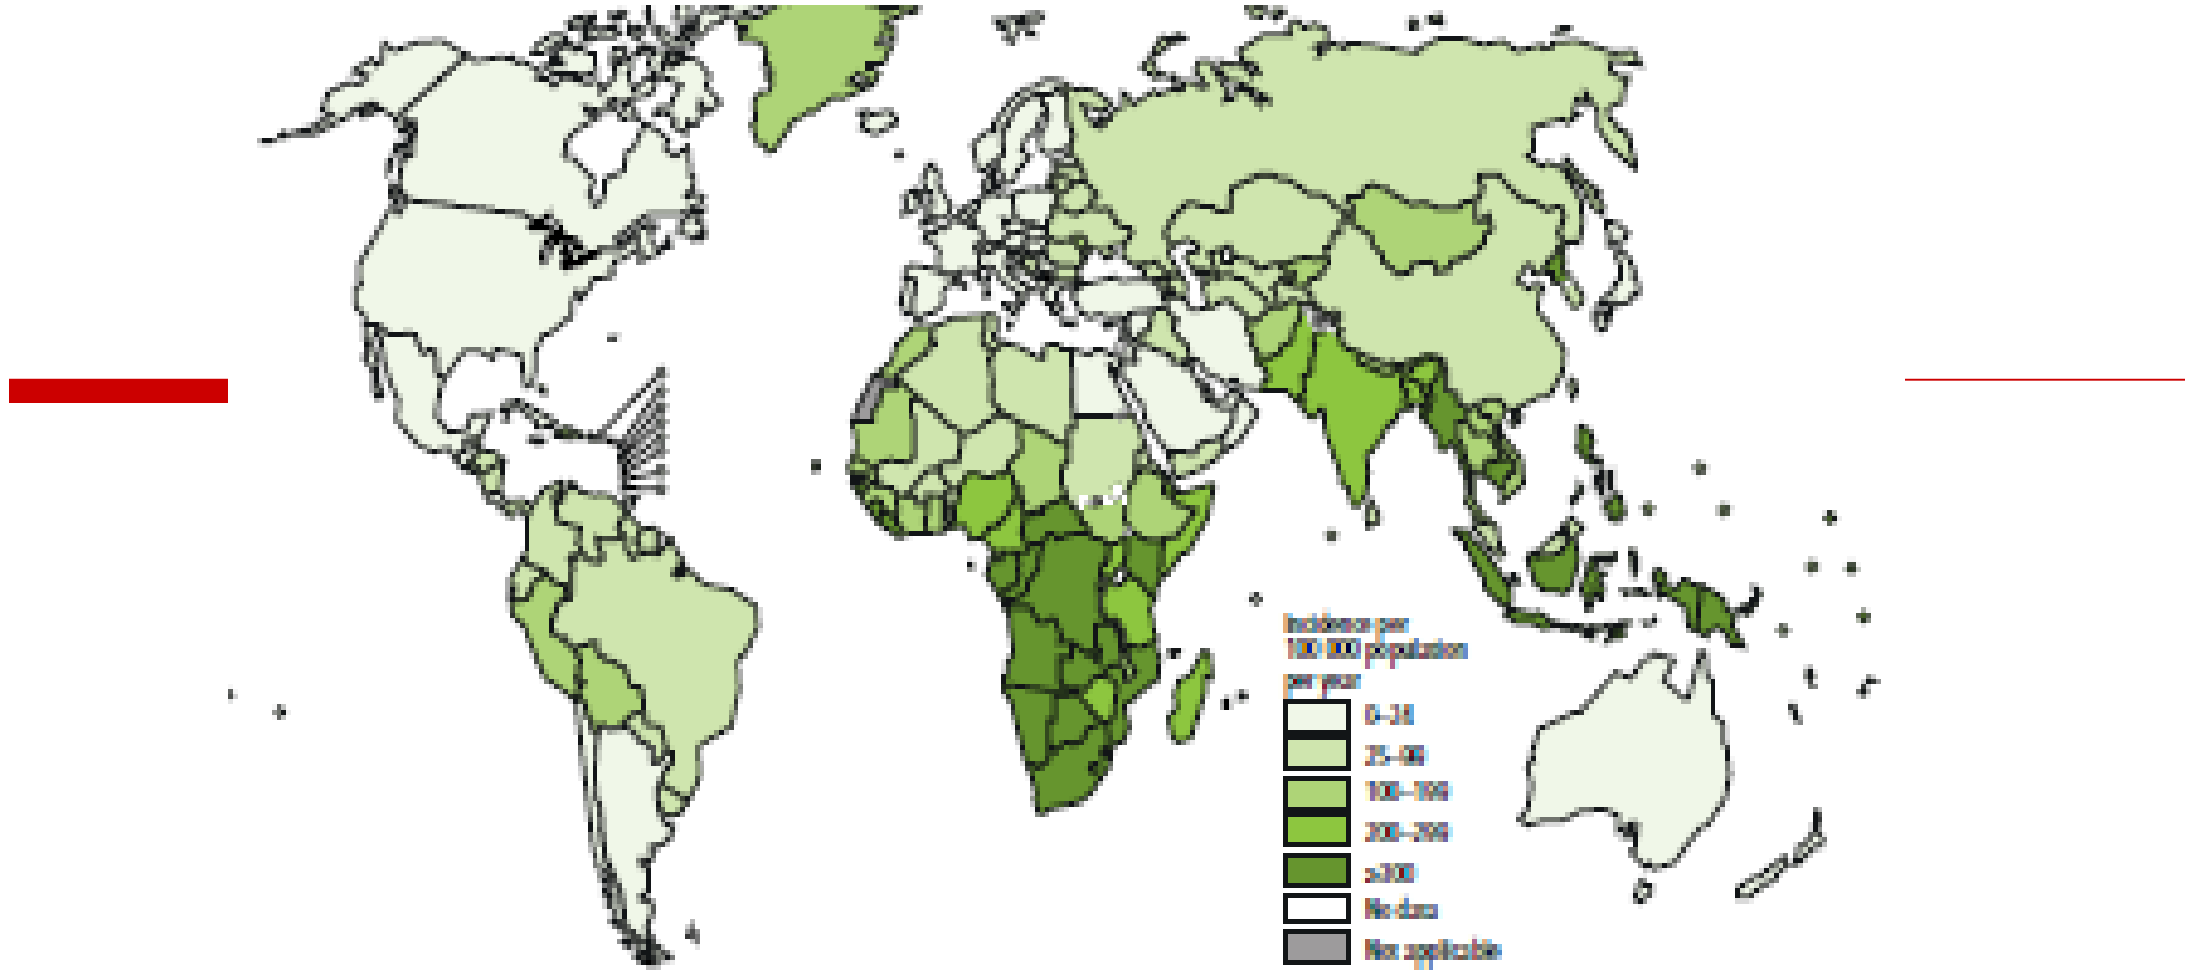 Incidence per
100 000 population
per year
0–24
25–99
100–199
200–299
≥300
No data
Not applicable